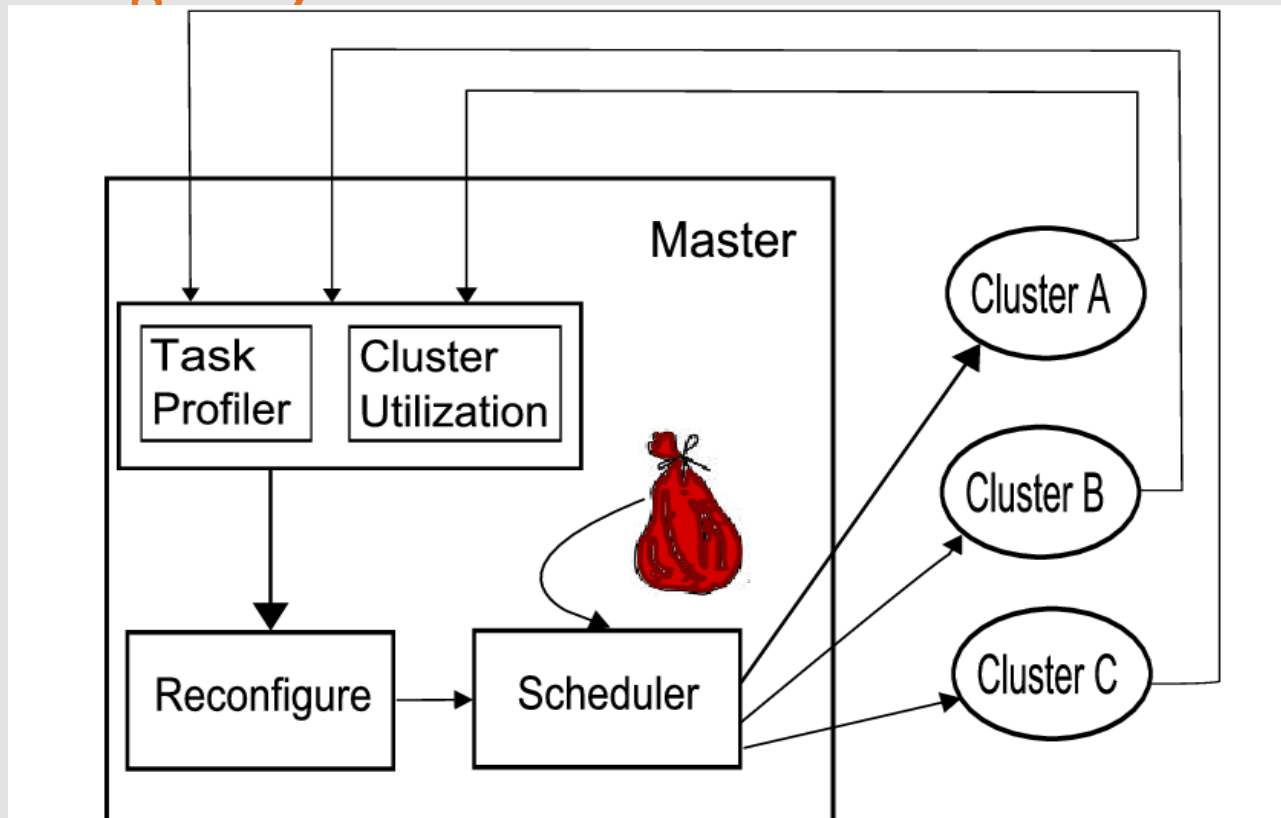 Master
Cluster A
Task
Profiler
Cluster
Utilization
Cluster B
Reconfigure
Scheduler
Cluster C